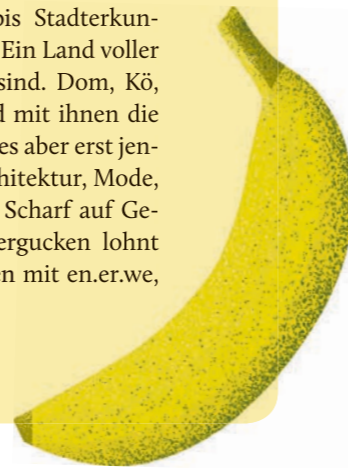 bis Stadterkun-
Ein Land voller
sind. Dom, Kö,
d mit ihnen die
es aber erst jen-
hitektur, Mode,
Scharf auf Ge-
ergucken lohnt
en mit en.er.we,